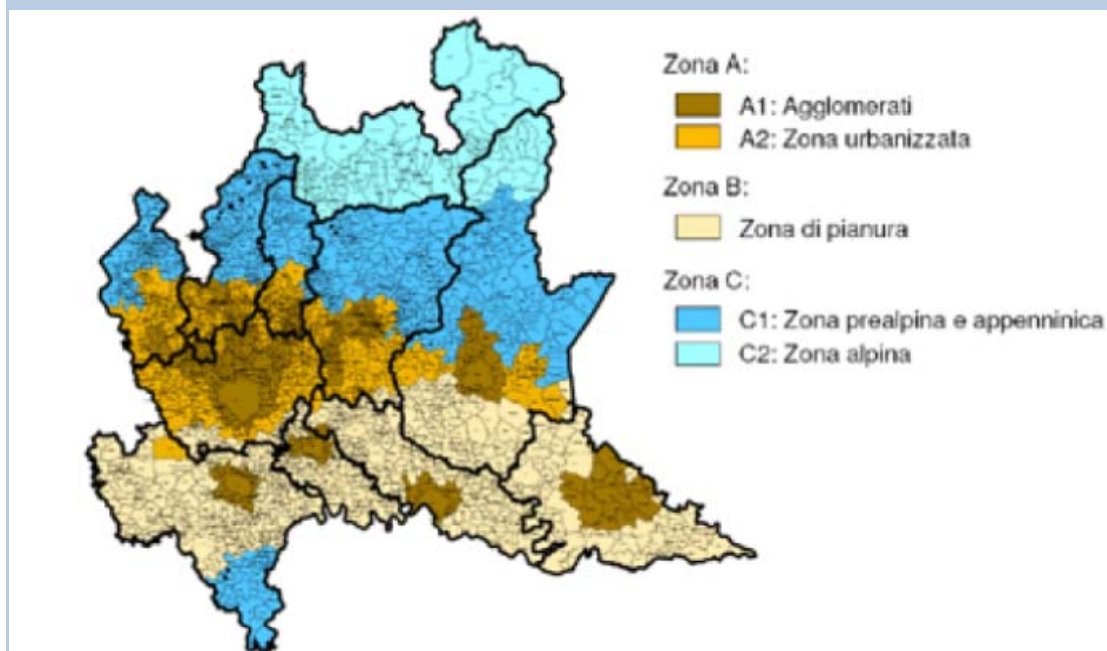 Zona A:
A1: Agglomerati
A2: Zona urbanizzata
Zona B:
Zona di pianura
Zona C:
C1: Zona prealpina e appenninica
C2: Zona alpina